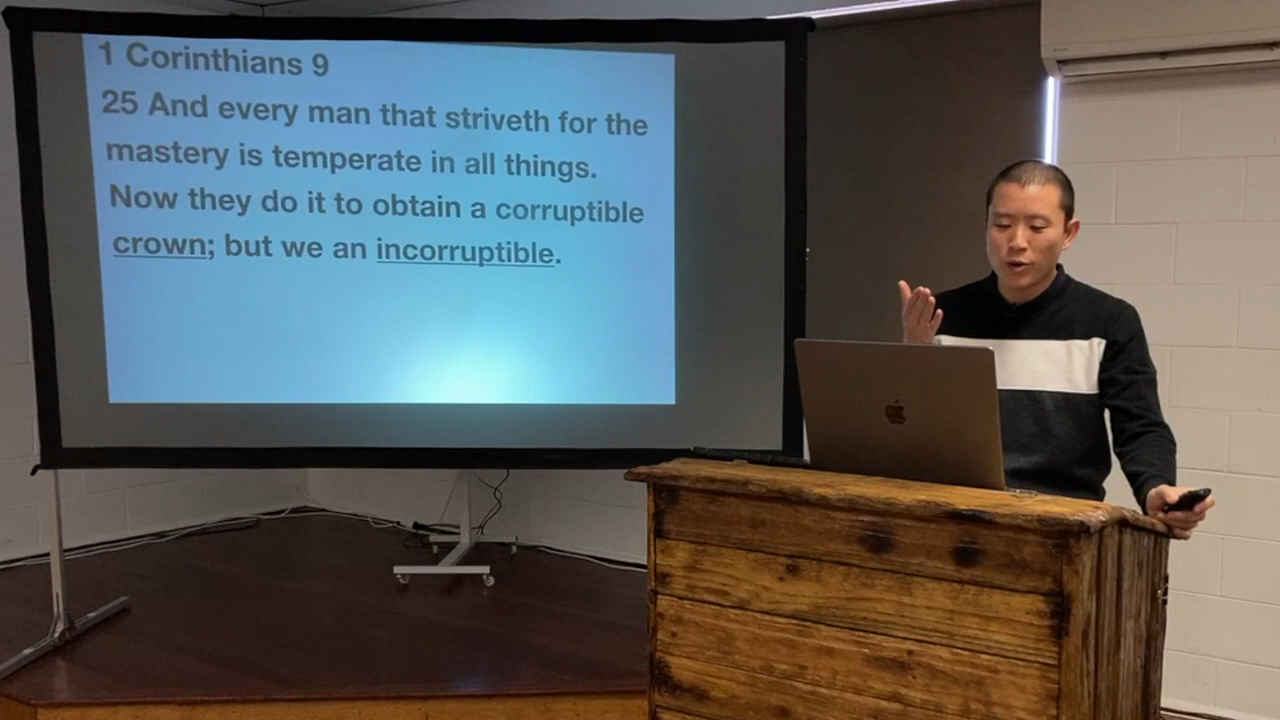 1 Corinthians 9
25 And every man that striveth for the
mastery is temperate in all things.
Now they do it to obtain a corruptible
crown; but we an incorruptible.